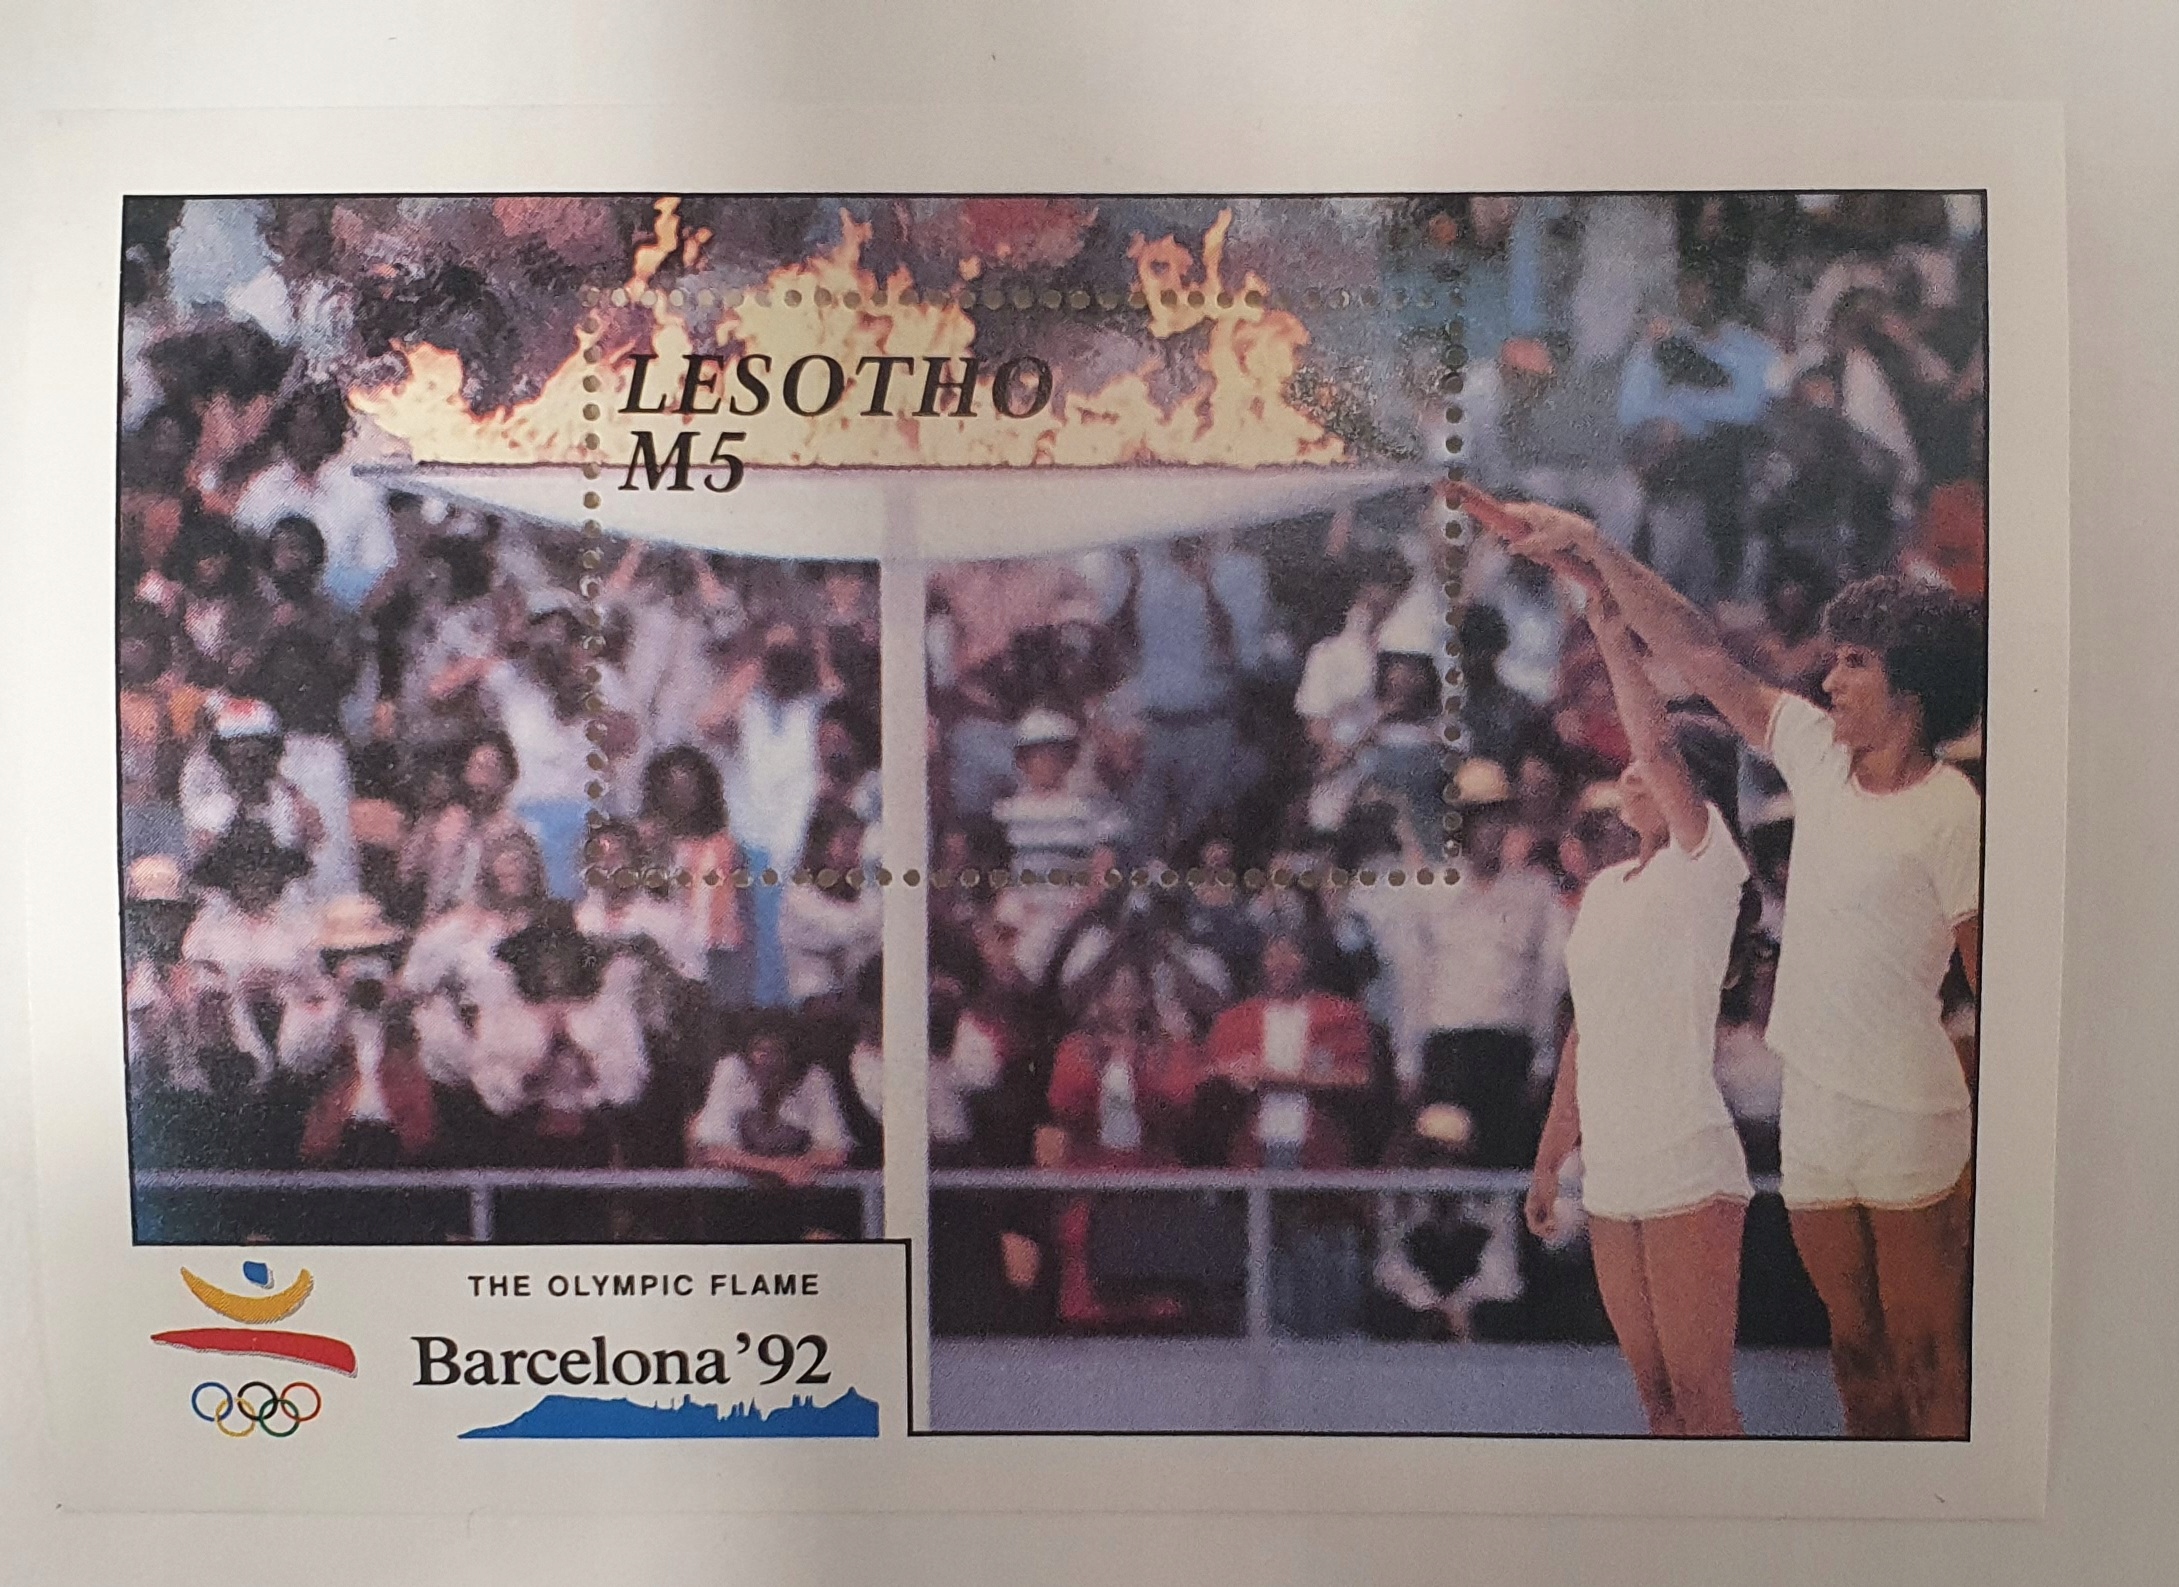 LESOTHO
M5
THE OLYMPIC FLAME
Barcelona '92